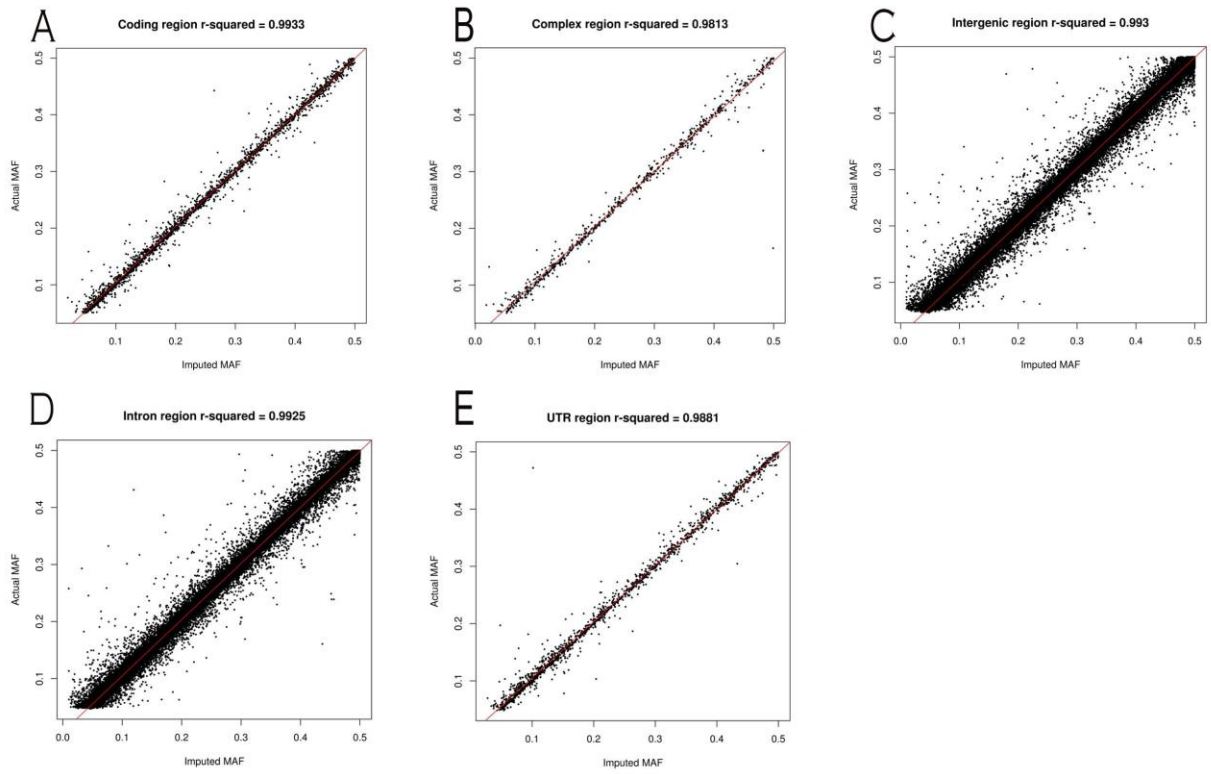 A
Coding region r-squared = 0.9933
Actual MAF
0.5
0.4
0.3
0.2
0.1
0.1 0.2 0.3 0.4 0.5
Imputed MAF
B
Complex region r-squared = 0.9813
Actual MAF
0.5
0.4
0.3
0.2
0.1
0.0 0.1 0.2 0.3 0.4 0.5
Imputed MAF
C
Intergenic region r-squared = 0.993
Actual MAF
0.5
0.4
0.3
0.2
0.1
0.0 0.1 0.2 0.3 0.4 0.5
Imputed MAF
D
Intron region r-squared = 0.9925
Actual MAF
0.5
0.4
0.3
0.2
0.1
0.0 0.1 0.2 0.3 0.4 0.5
Imputed MAF
E
UTR region r-squared = 0.9881
Actual MAF
0.5
0.4
0.3
0.2
0.1
0.1 0.2 0.3 0.4 0.5
Imputed MAF